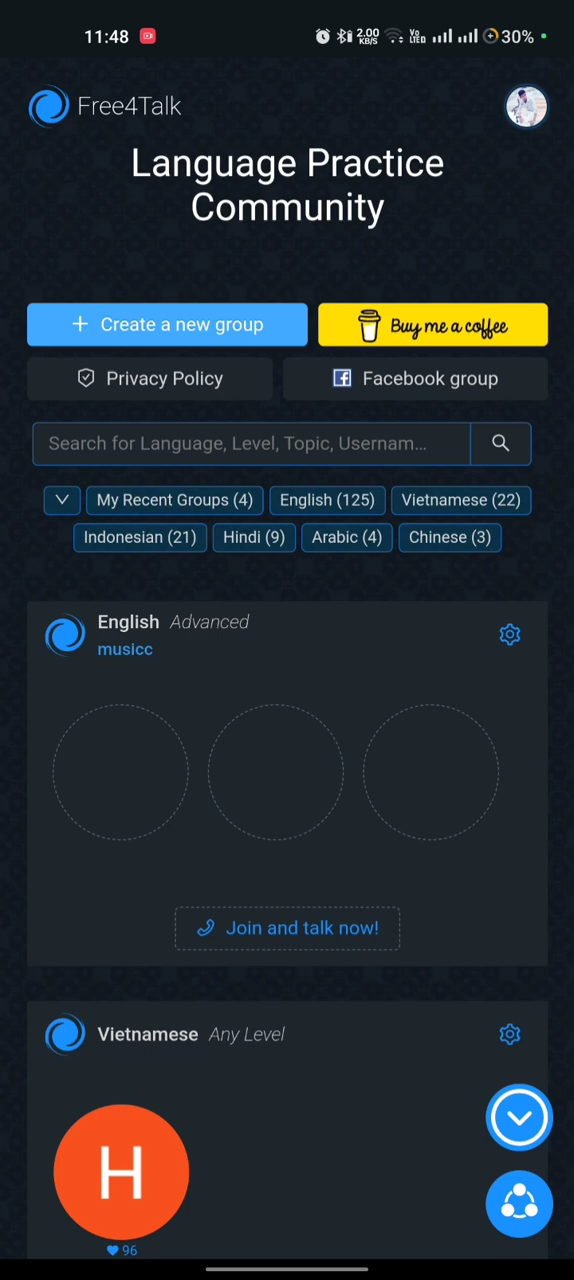 11:48
2.00 KB/S
Vo LTE
30%
Free4Talk
Language Practice
Community
+ Create a new group
Buy me a coffee
Privacy Policy
Facebook group
Search for Language, Level, Topic, Usernam...
My Recent Groups (4)
English (125)
Vietnamese (22)
Indonesian (21)
Hindi (9)
Arabic (4)
Chinese (3)
English Advanced
musicc
Join and talk now!
Vietnamese Any Level
H
96